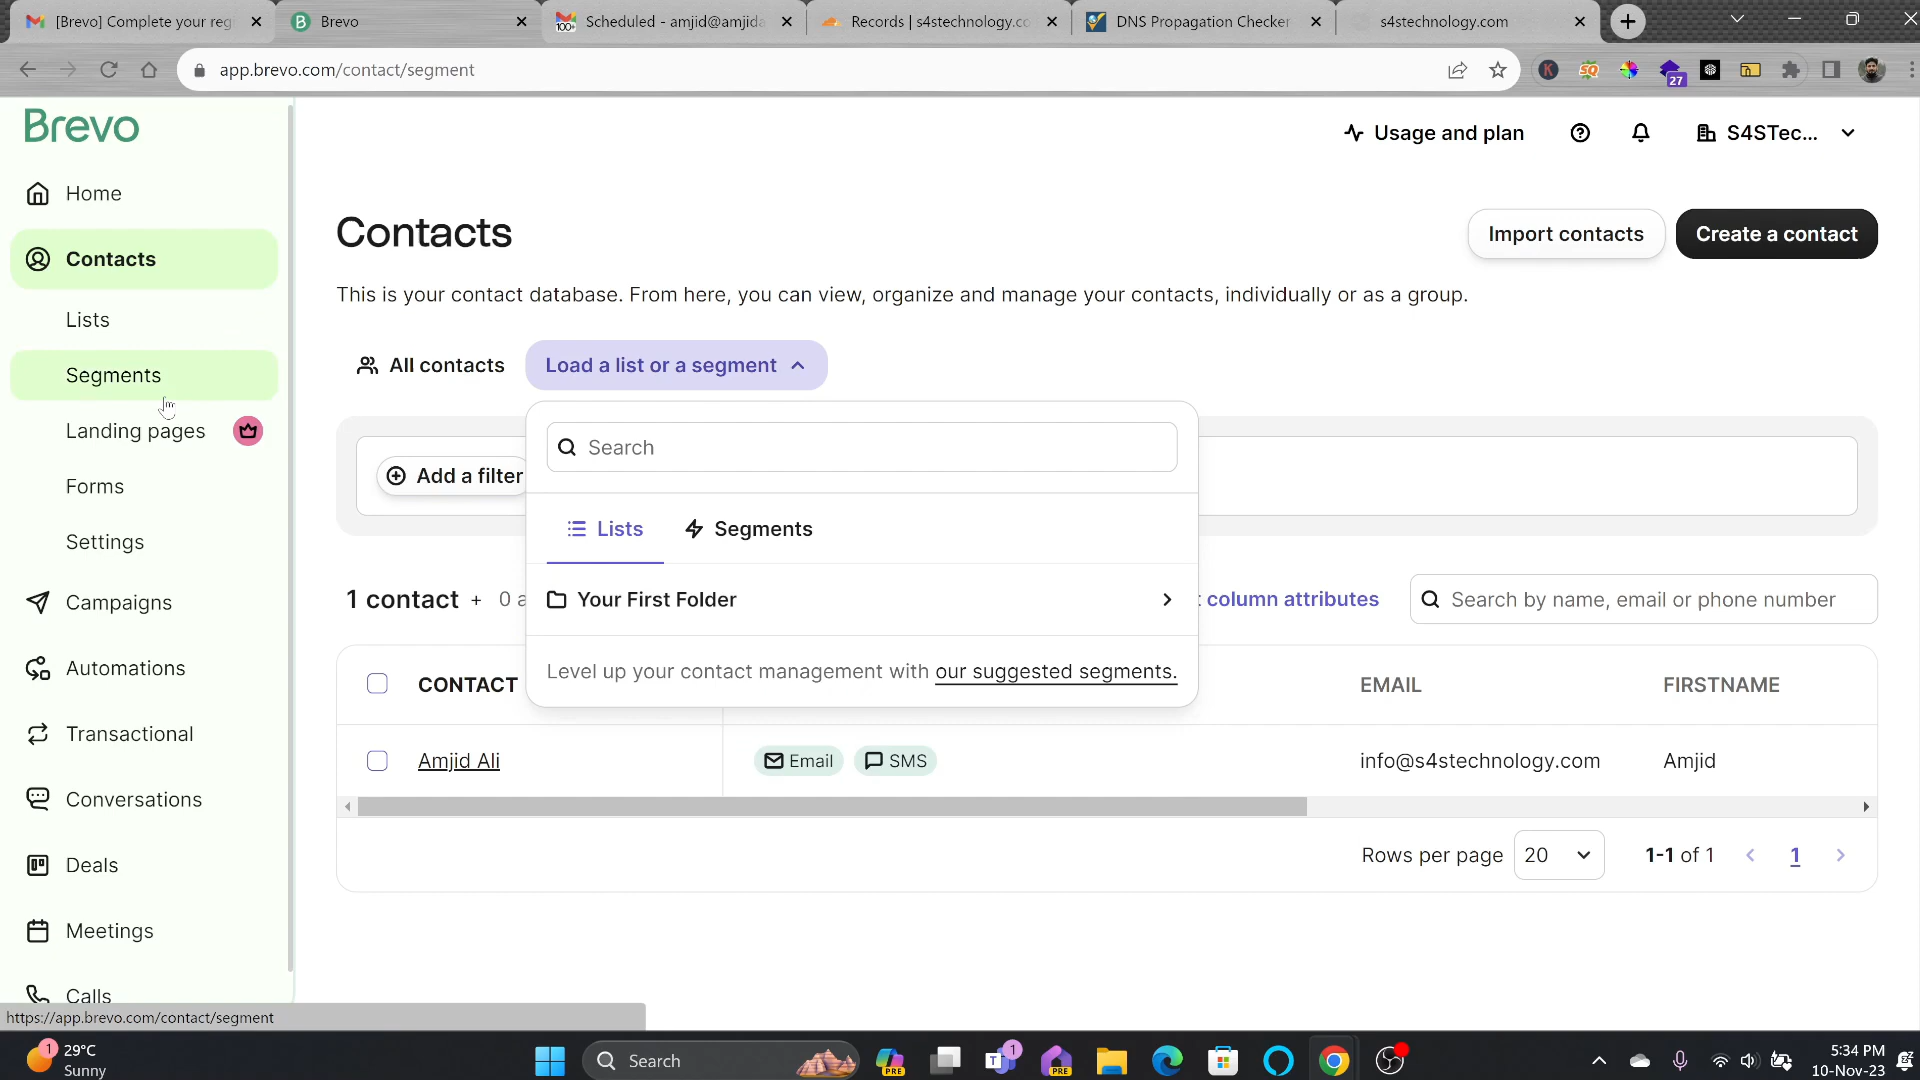 [Brevo] Complete your reg
Brevo
Scheduled - amjid@amjida
Records | s4stechnology.co
DNS Propagation Checker
s4stechnology.com
app.brevo.com/contact/segment
27
Brevo
Usage and plan
S4STec...
Home
Contacts
Lists
Segments
Landing pages
Forms
Settings
Campaigns
Automations
Transactional
Conversations
Deals
Meetings
Calls
Contacts
Import contacts
Create a contact
This is your contact database. From here, you can view, organize and manage your contacts, individually or as a group.
All contacts
Load a list or a segment
Add a filter
Search
Lists
Segments
Your First Folder
Level up your contact management with our suggested segments.
1 contact + 0 a
column attributes
Search by name, email or phone number
CONTACT
EMAIL
FIRSTNAME
Amjid Ali
Email
SMS
info@s4stechnology.com
Amjid
Rows per page
20
1-1 of 1
1
https://app.brevo.com/contact/segment
1
29°C
Sunny
Search
PRE
1
PRE
5:34 PM
10-Nov-23